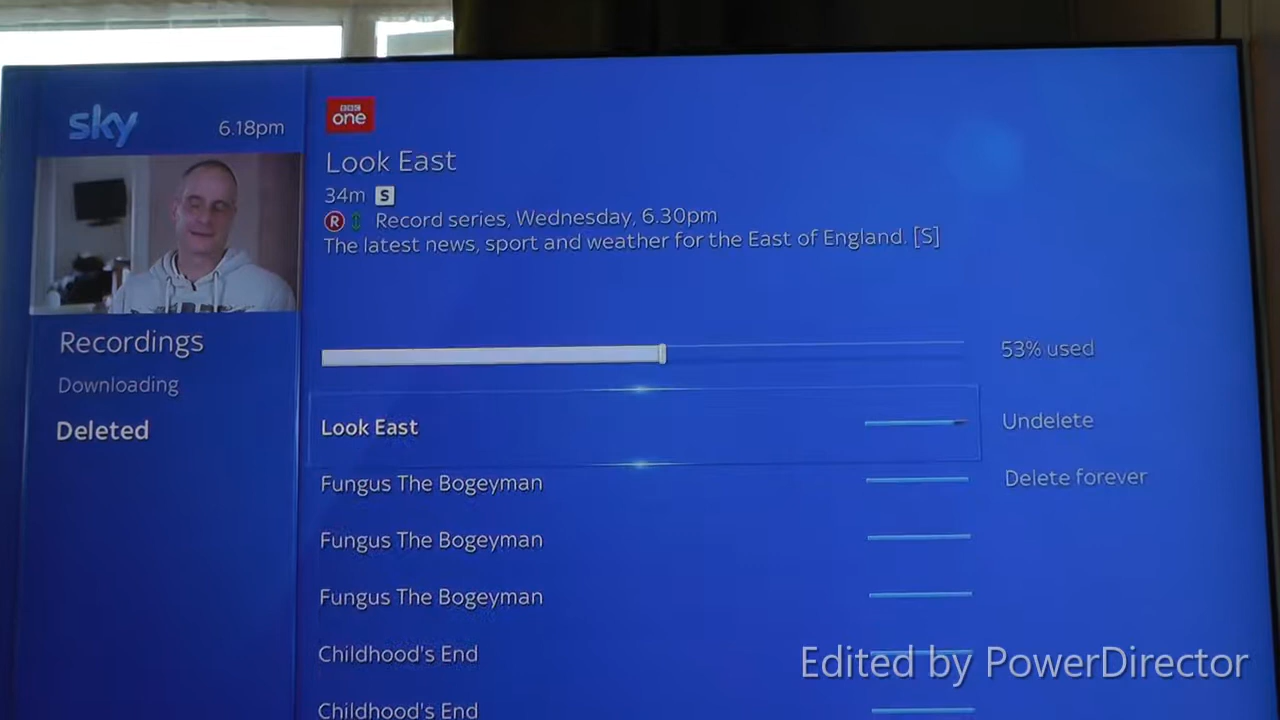 sky
6.18pm
BBC
one
Look East
34m S
R Record series, Wednesday, 6.30pm
The latest news, sport and weather for the East of England. [S]
Recordings
Downloading
Deleted
53% used
Look East
Undelete
Fungus The Bogeyman
Delete forever
Fungus The Bogeyman
Fungus The Bogeyman
Childhood's End
Childhood's End
Edited by PowerDirector